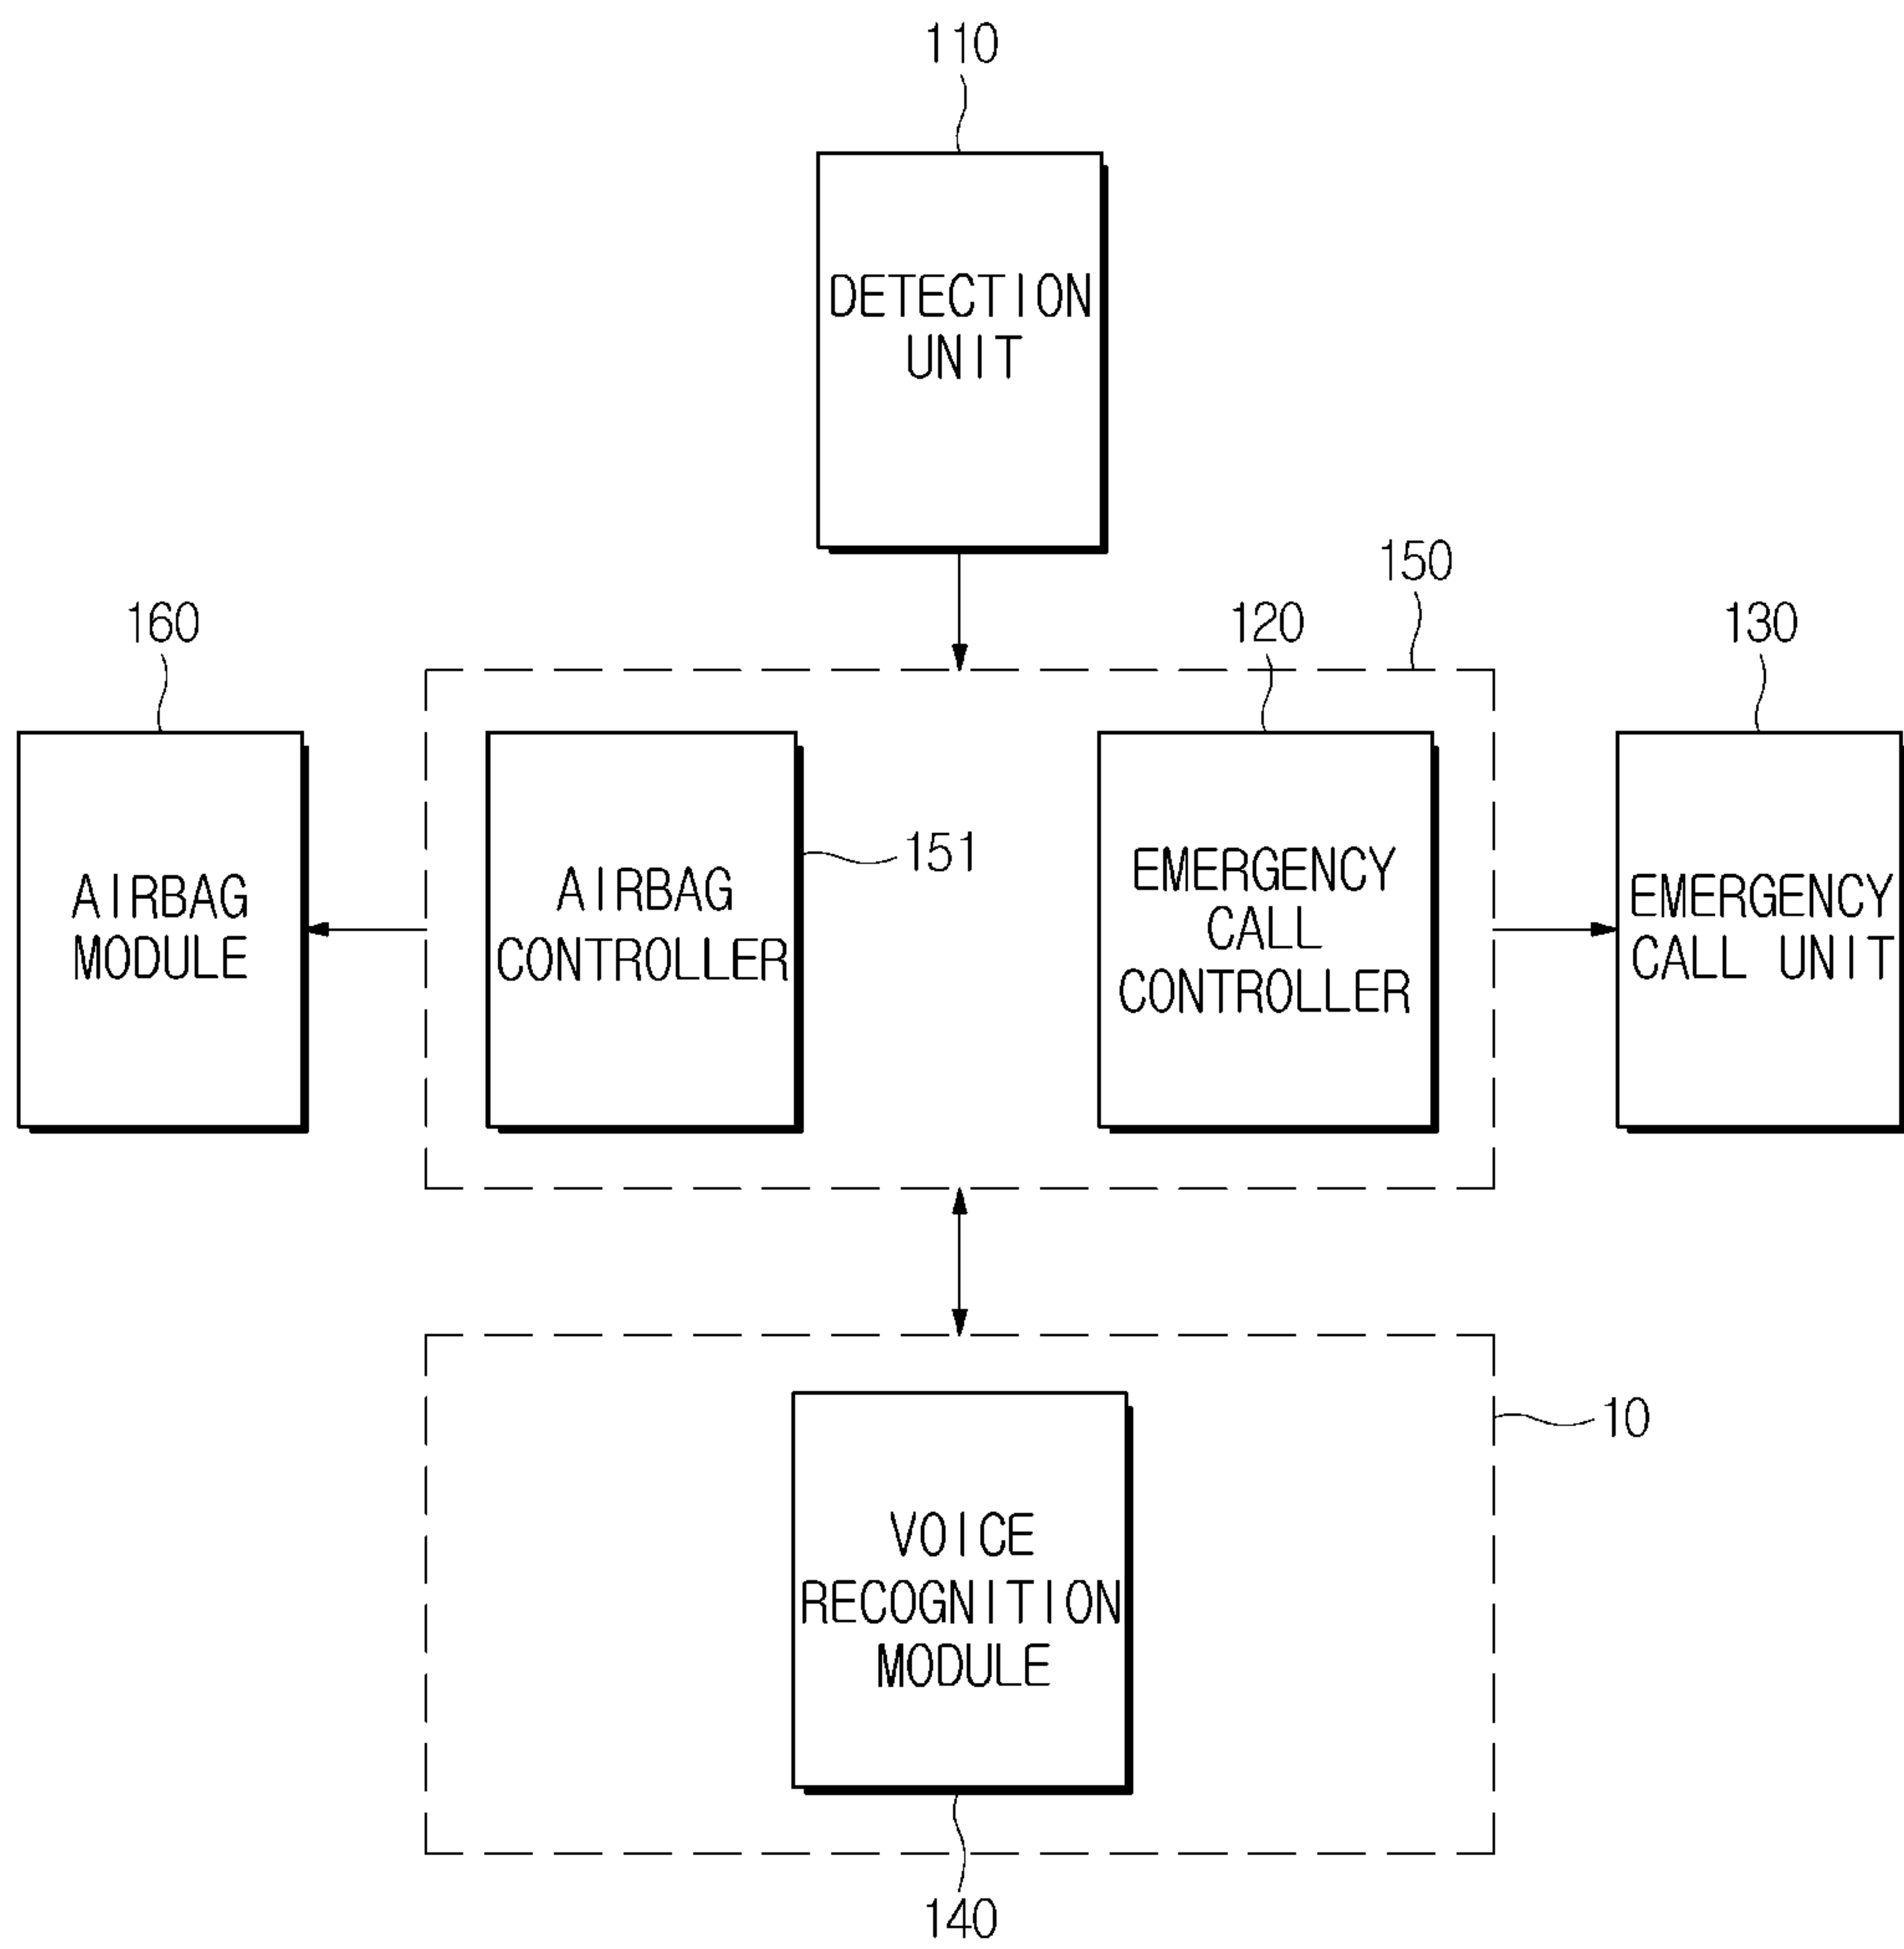 110
DETECTION
UNIT
150
160
120
130
AIRBAG
MODULE
AIRBAG
CONTROLLER
151
EMERGENCY
CALL
CONTROLLER
EMERGENCY
CALL UNIT
10
VOICE
RECOGNITION
MODULE
140